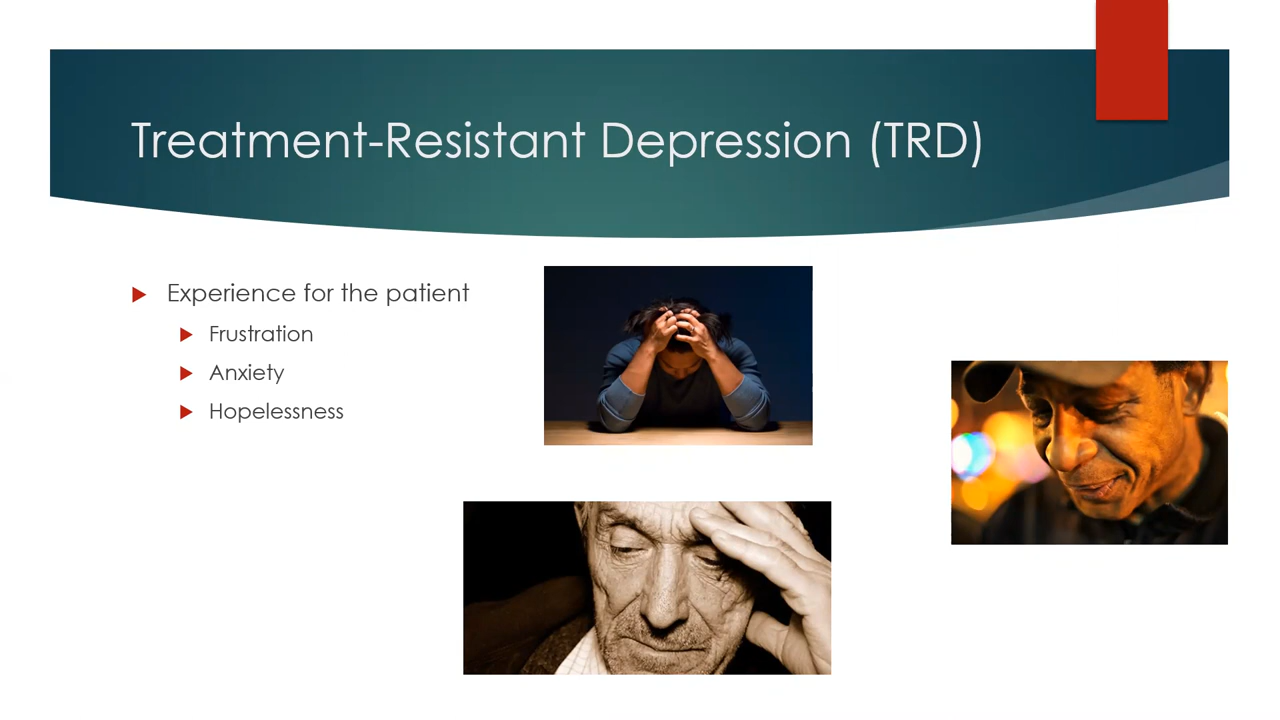 Treatment-Resistant Depression (TRD)
Experience for the patient
Frustration
Anxiety
Hopelessness